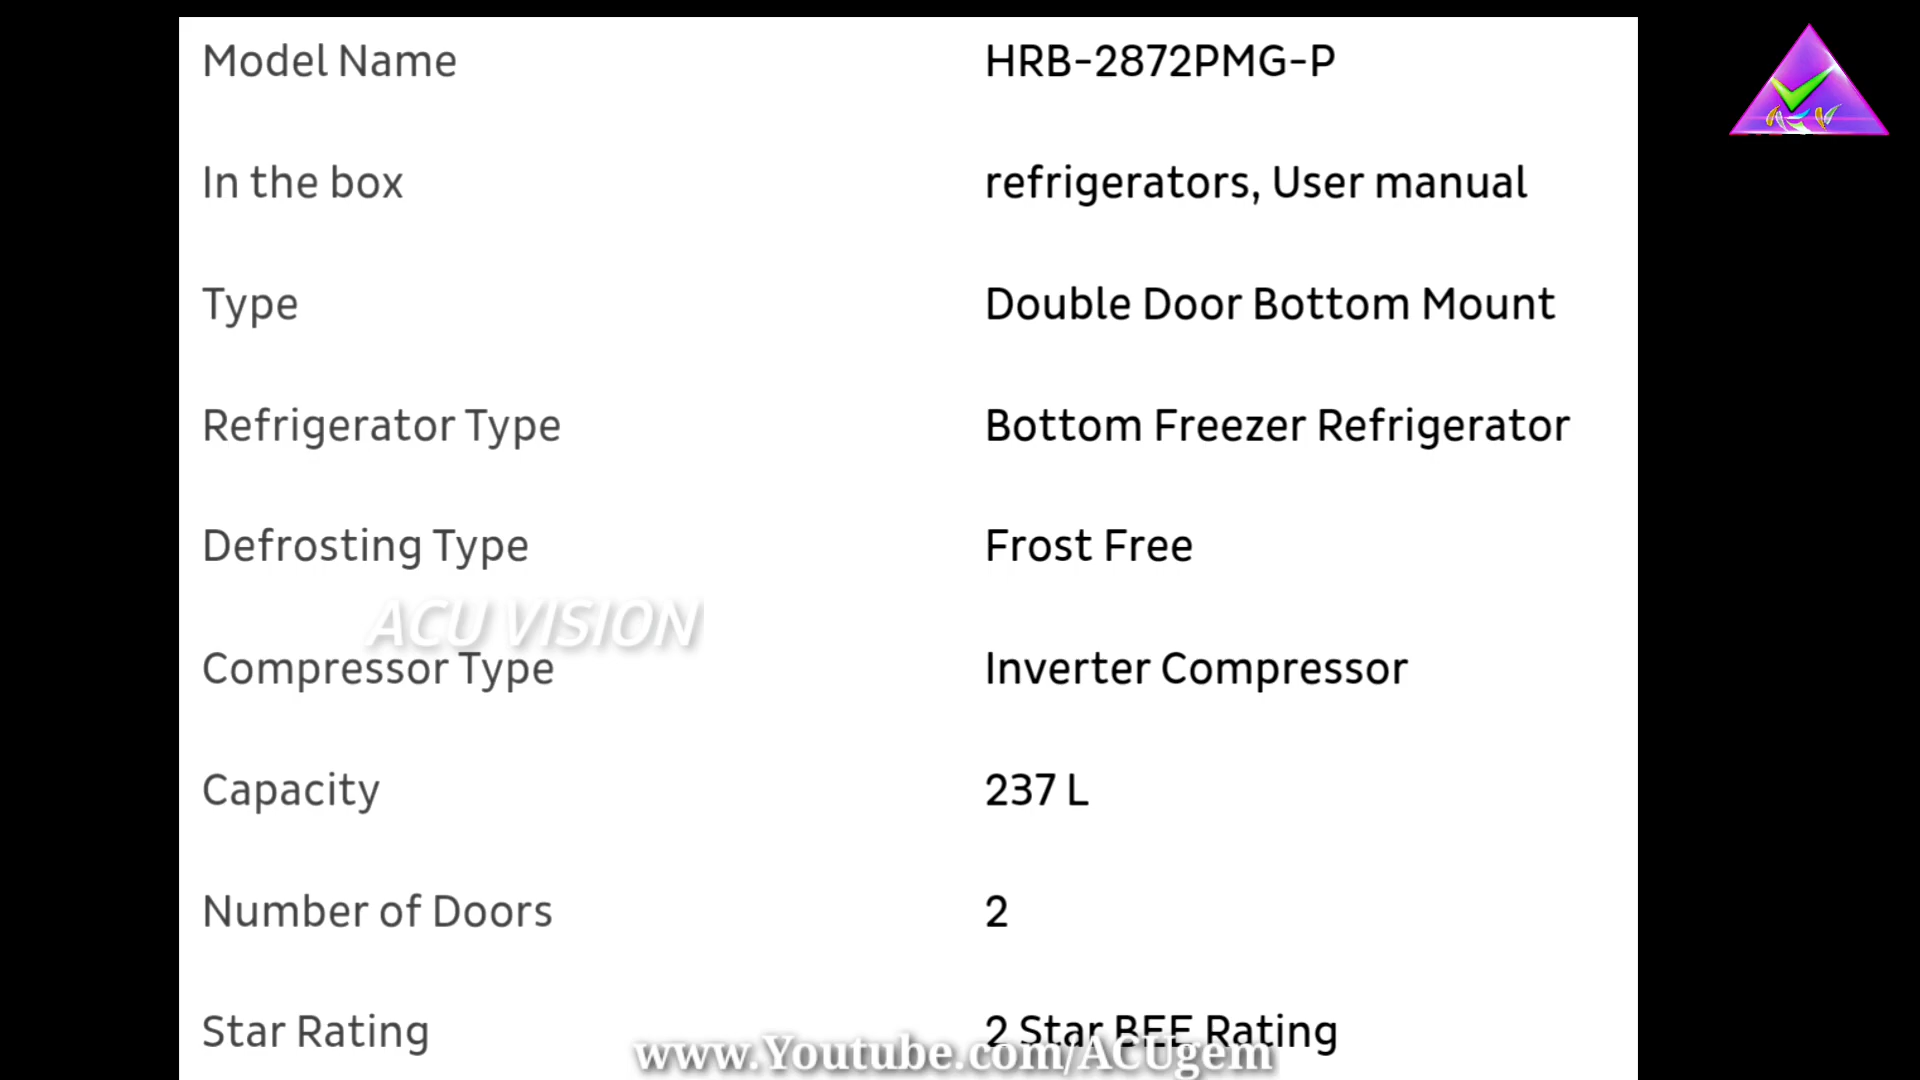 Model Name HRB-2872PMG-P
In the box refrigerators, User manual
Type Double Door Bottom Mount
Refrigerator Type Bottom Freezer Refrigerator
Defrosting Type Frost Free
ACU VISION
Compressor Type Inverter Compressor
Capacity 237 L
Number of Doors 2
Star Rating 2 Star BEE Rating
www.Youtube.com/ACUgem